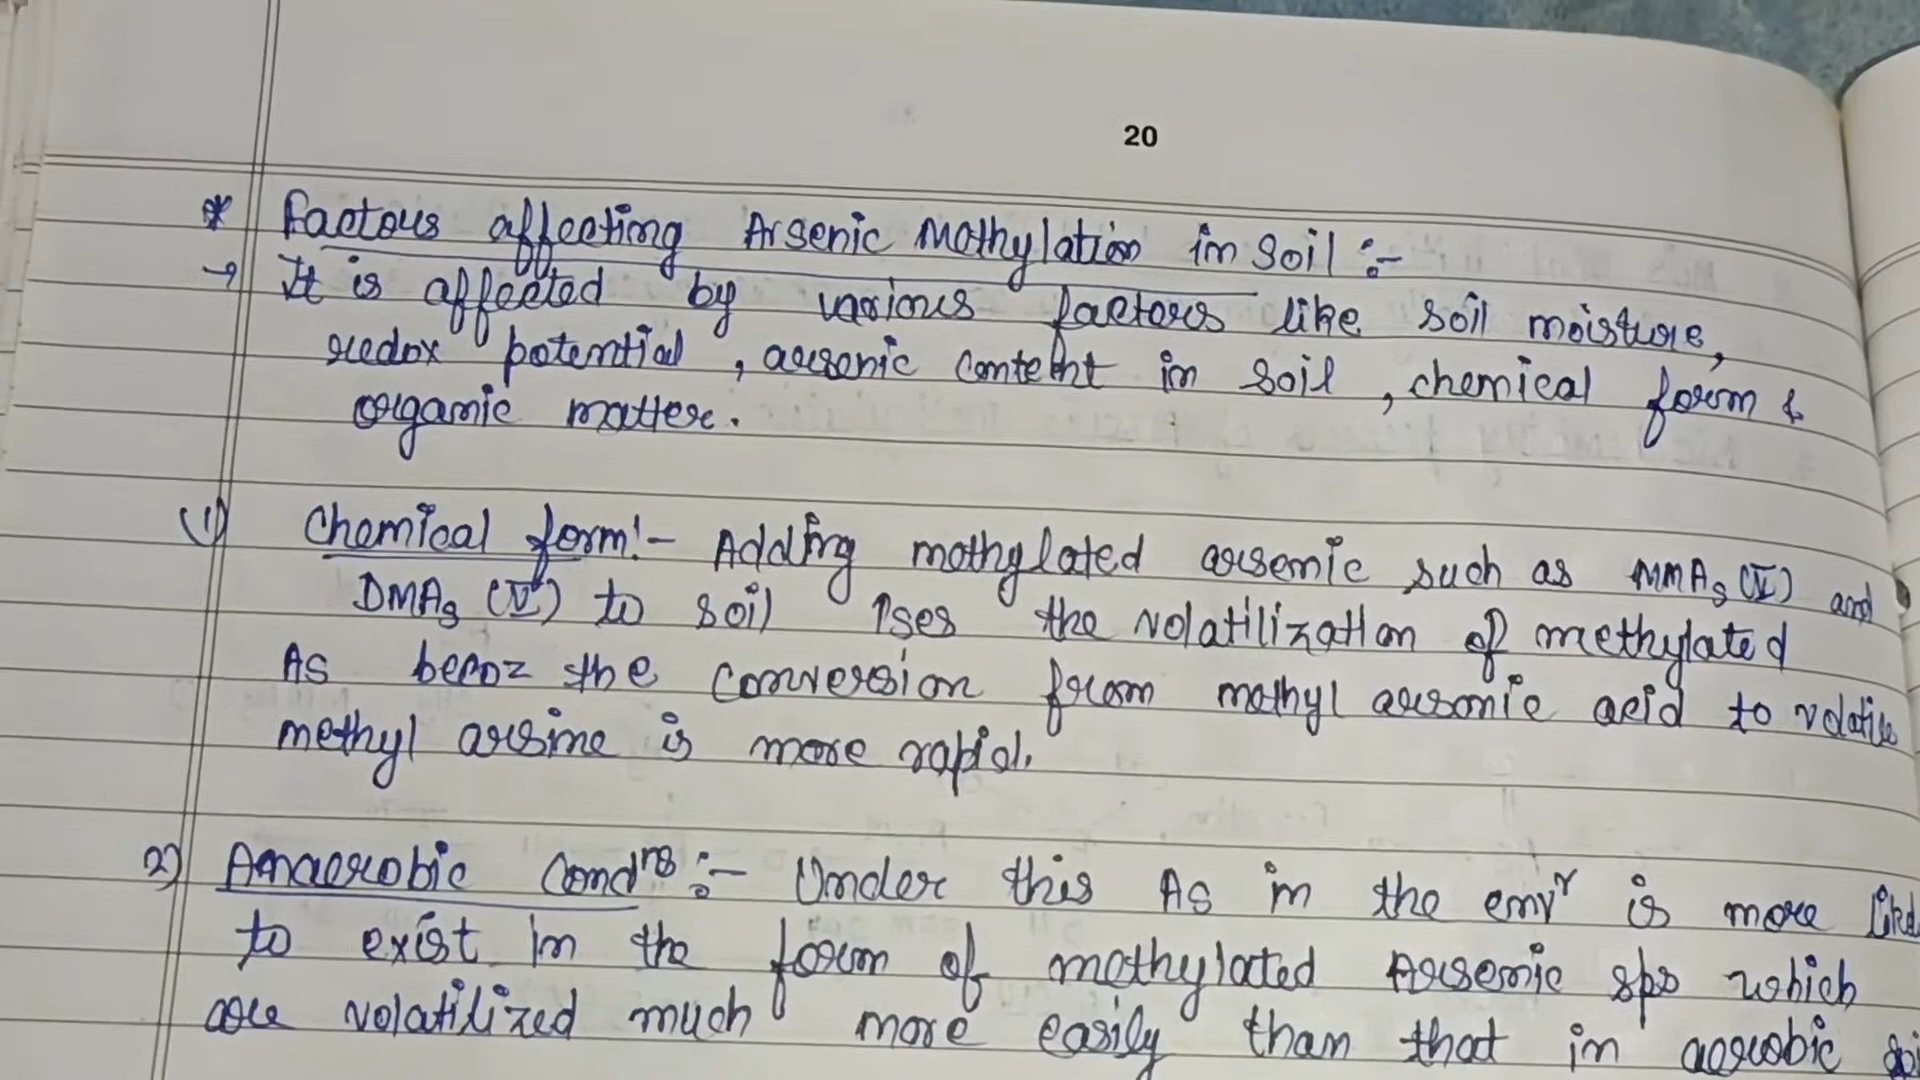 20
* Factors affecting Arsenic Methylation in soil :-
→ It is affected by various factors like soil moisture,
redox potential, arsenic content in soil, chemical form &
organic matter.
(1) Chemical form:- Adding methylated arsenic such as MMAs(V) and
DMAs (V) to soil ↑ses the volatilization of methylated
As becoz the conversion from methyl arsonic acid to volatile
methyl arsine is more rapid.
2) Anaerobic Condns :- Under this As in the envr is more
to exist in the form of methylated Arsenic sps which
are volatilized much more easily than that in aerobic